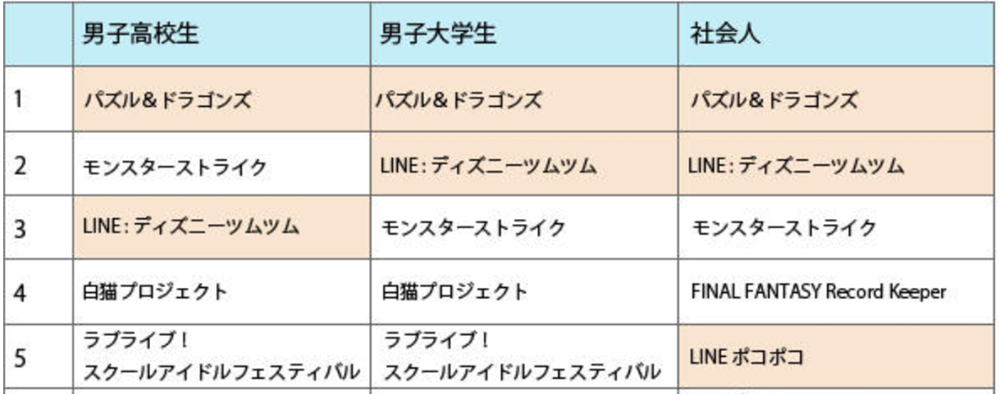 男子高校生 男子大学生 社会人
1 パズル&ドラゴンズ パズル&ドラゴンズ パズル&ドラゴンズ
2 モンスターストライク LINE : ディズニーツムツム LINE : ディズニーツムツム
3 LINE : ディズニーツムツム モンスターストライク モンスターストライク
4 白猫プロジェクト 白猫プロジェクト FINAL FANTASY Record Keeper
5 ラブライブ！ ラブライブ！ LINE ポコポコ
スクールアイドルフェスティバル スクールアイドルフェスティバル